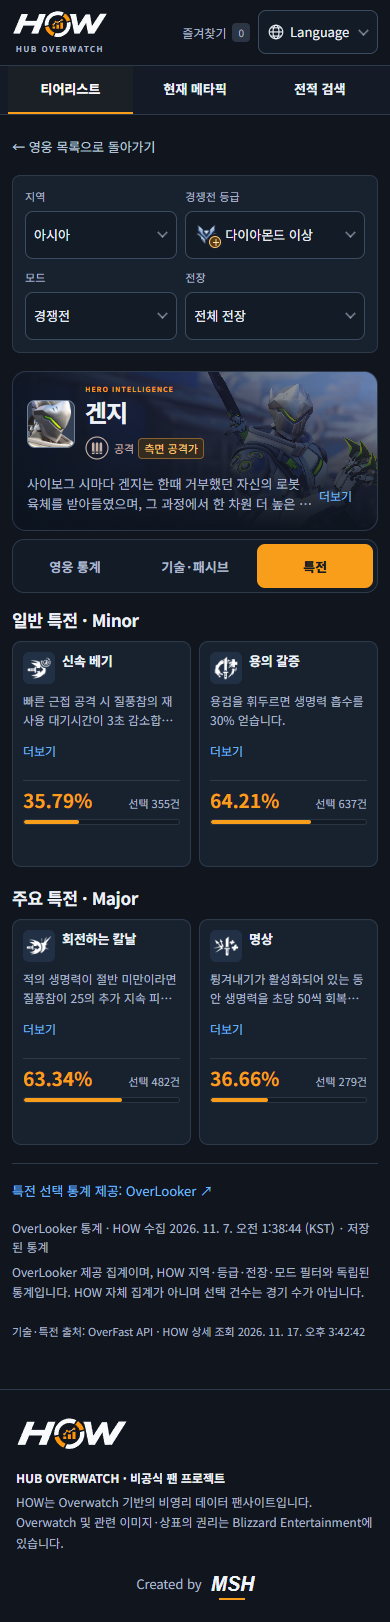 HOW
HUB OVERWATCH
즐겨찾기 0
Language
티어리스트 현재 메타픽 전적 검색
← 영웅 목록으로 돌아가기
지역 경쟁전 등급
아시아 다이아몬드 이상
모드 전장
경쟁전 전체 전장
HERO INTELLIGENCE
겐지
공격 측면 공격가
사이보그 시마다 겐지는 한때 거부했던 자신의 로봇
육체를 받아들였으며, 그 과정에서 한 차원 더 높은 … 더보기
영웅 통계 기술·패시브 특전
일반 특전 · Minor
신속 베기
빠른 근접 공격 시 질풍참의 재
사용 대기시간이 3초 감소합…
더보기
35.79% 선택 355건
용의 갈증
용검을 휘두르면 생명력 흡수를
30% 얻습니다.
더보기
64.21% 선택 637건
주요 특전 · Major
회전하는 칼날
적의 생명력이 절반 미만이라면
질풍참이 25의 추가 지속 피…
더보기
63.34% 선택 482건
명상
튕겨내기가 활성화되어 있는 동
안 생명력을 초당 50씩 회복…
더보기
36.66% 선택 279건
특전 선택 통계 제공: OverLooker ↗
OverLooker 통계 · HOW 수집 2026. 11. 7. 오전 1:38:44 (KST) · 저장
된 통계
OverLooker 제공 집계이며, HOW 지역·등급·전장·모드 필터와 독립된
통계입니다. HOW 자체 집계가 아니며 선택 건수는 경기 수가 아닙니다.
기술·특전 출처: OverFast API · HOW 상세 조회 2026. 11. 17. 오후 3:42:42
HOW
HUB OVERWATCH · 비공식 팬 프로젝트
HOW는 Overwatch 기반의 비영리 데이터 팬사이트입니다.
Overwatch 및 관련 이미지·상표의 권리는 Blizzard Entertainment에
있습니다.
Created by MSH